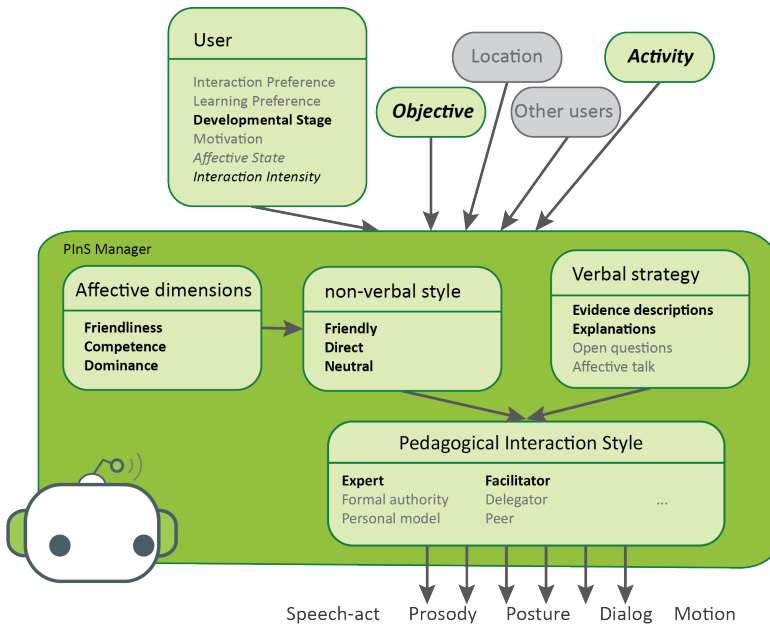 User
Interaction Preference
Learning Preference
Developmental Stage
Motivation
Affective State
Interaction Intensity
Objective
Location
Other users
Activity
PInS Manager
Affective dimensions
Friendliness
Competence
Dominance
non-verbal style
Friendly
Direct
Neutral
Verbal strategy
Evidence descriptions
Explanations
Open questions
Affective talk
Pedagogical Interaction Style
Expert
Formal authority
Personal model
Facilitator
Delegator
Peer
...
Speech-act Prosody Posture Dialog Motion